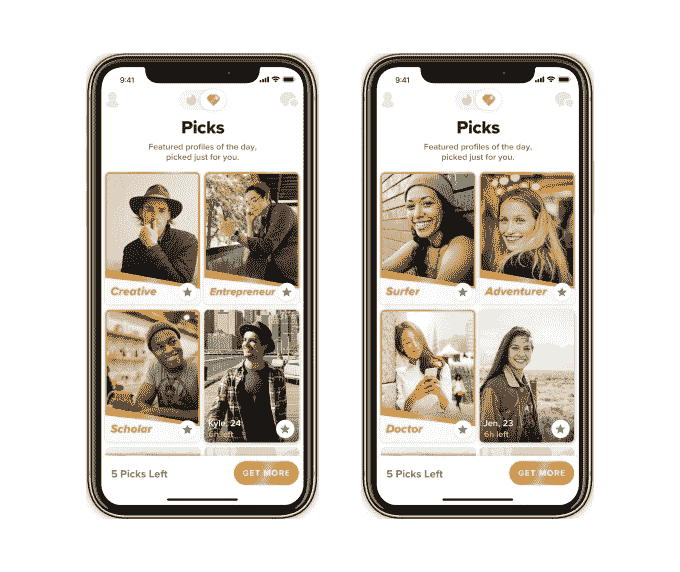 9:41
Picks
Featured profiles of the day,
picked just for you.
Creative
Entrepreneur
Scholar
Kyle, 24
6h left
5 Picks Left
GET MORE
9:41
Picks
Featured profiles of the day,
picked just for you.
Surfer
Adventurer
Doctor
Jen, 23
6h left
5 Picks Left
GET MORE